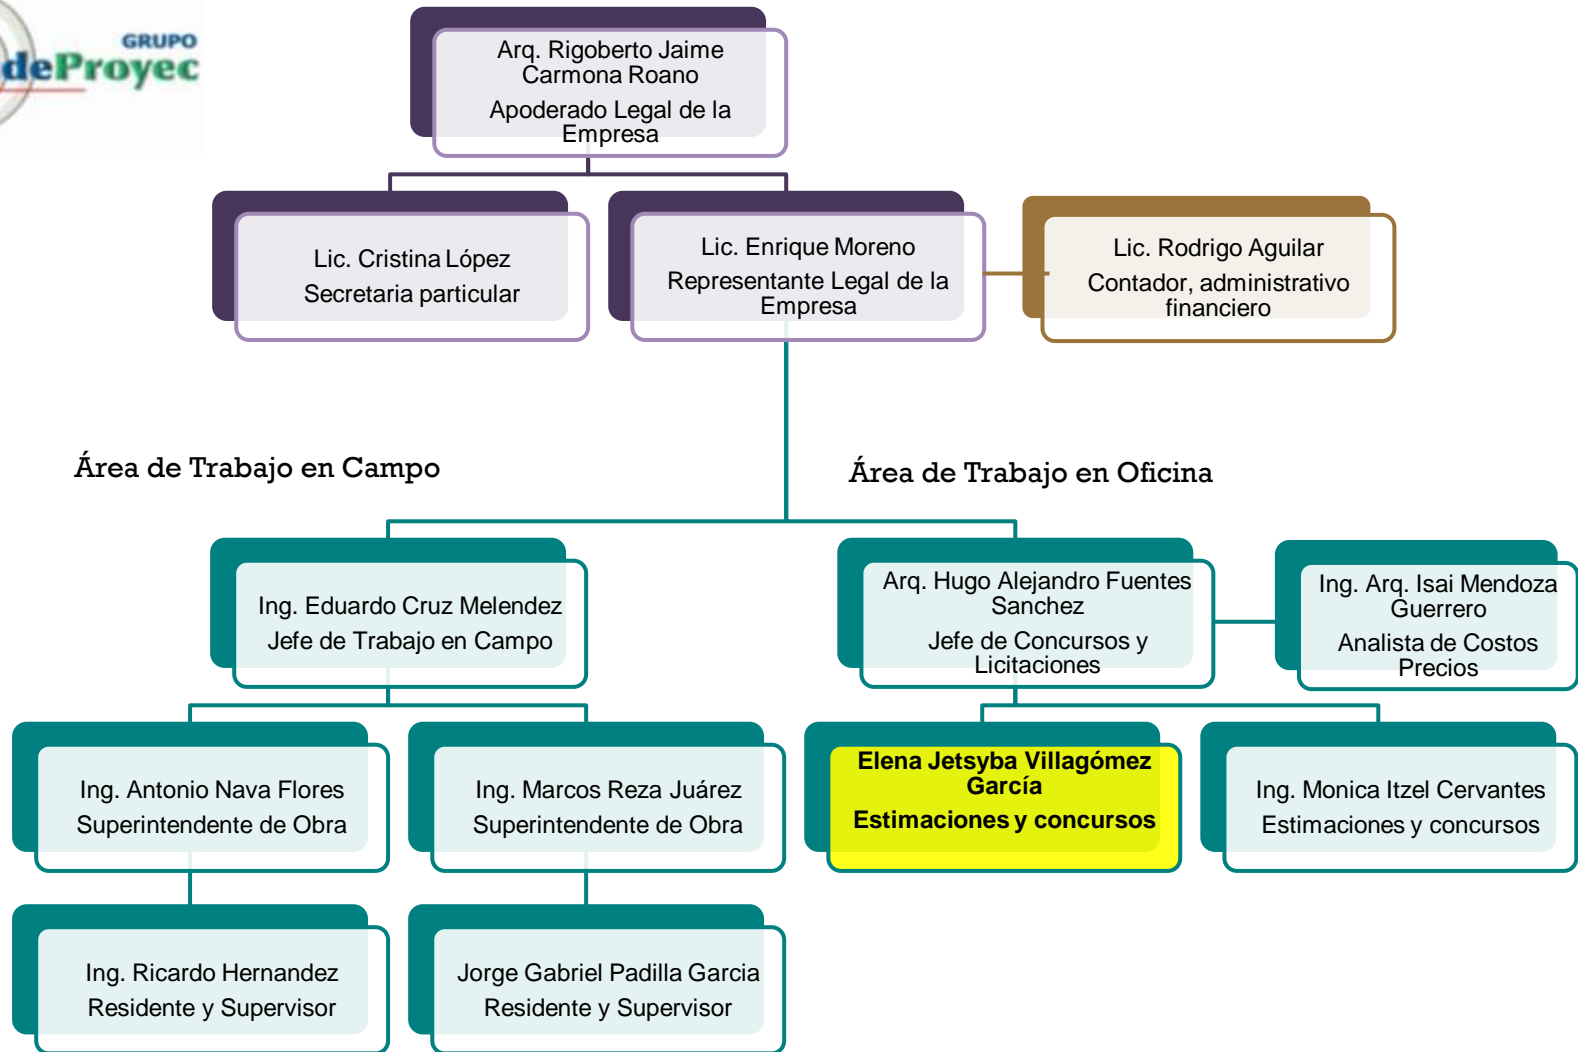 GRUPO
deProyec
Arq. Rigoberto Jaime
Carmona Roano
Apoderado Legal de la
Empresa
Lic. Cristina López
Secretaria particular
Lic. Enrique Moreno
Representante Legal de la
Empresa
Lic. Rodrigo Aguilar
Contador, administrativo
financiero
Área de Trabajo en Campo
Área de Trabajo en Oficina
Ing. Eduardo Cruz Melendez
Jefe de Trabajo en Campo
Arq. Hugo Alejandro Fuentes
Sanchez
Jefe de Concursos y
Licitaciones
Ing. Arq. Isai Mendoza
Guerrero
Analista de Costos
Precios
Ing. Antonio Nava Flores
Superintendente de Obra
Ing. Marcos Reza Juárez
Superintendente de Obra
Elena Jetsyba Villagómez
García
Estimaciones y concursos
Ing. Monica Itzel Cervantes
Estimaciones y concursos
Ing. Ricardo Hernandez
Residente y Supervisor
Jorge Gabriel Padilla Garcia
Residente y Supervisor